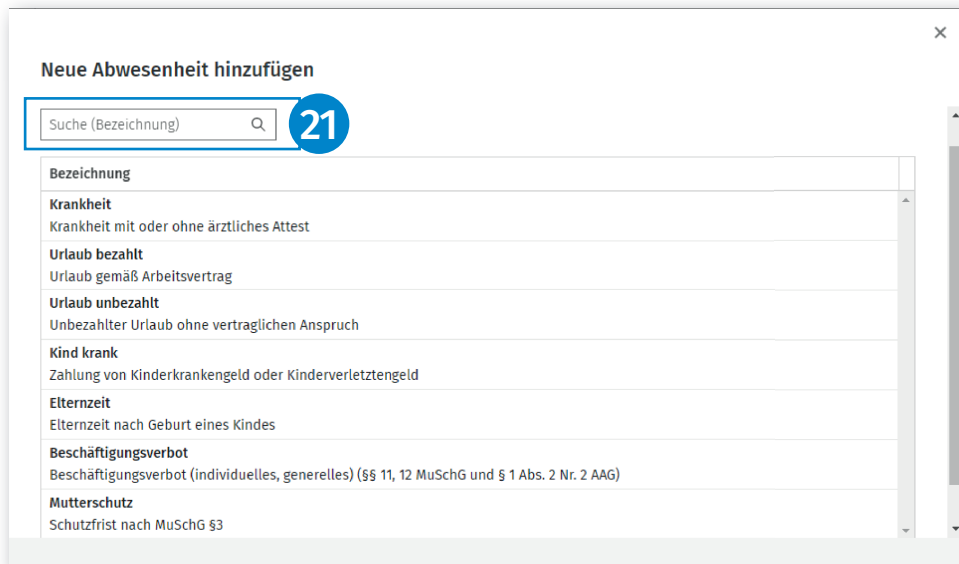 Neue Abwesenheit hinzufügen
Suche (Bezeichnung)
21
Bezeichnung
Krankheit
Krankheit mit oder ohne ärztliches Attest
Urlaub bezahlt
Urlaub gemäß Arbeitsvertrag
Urlaub unbezahlt
Unbezahlter Urlaub ohne vertraglichen Anspruch
Kind krank
Zahlung von Kinderkrankengeld oder Kinderverletztengeld
Elternzeit
Elternzeit nach Geburt eines Kindes
Beschäftigungsverbot
Beschäftigungsverbot (individuelles, generelles) (§§ 11, 12 MuSchG und § 1 Abs. 2 Nr. 2 AAG)
Mutterschutz
Schutzfrist nach MuSchG §3